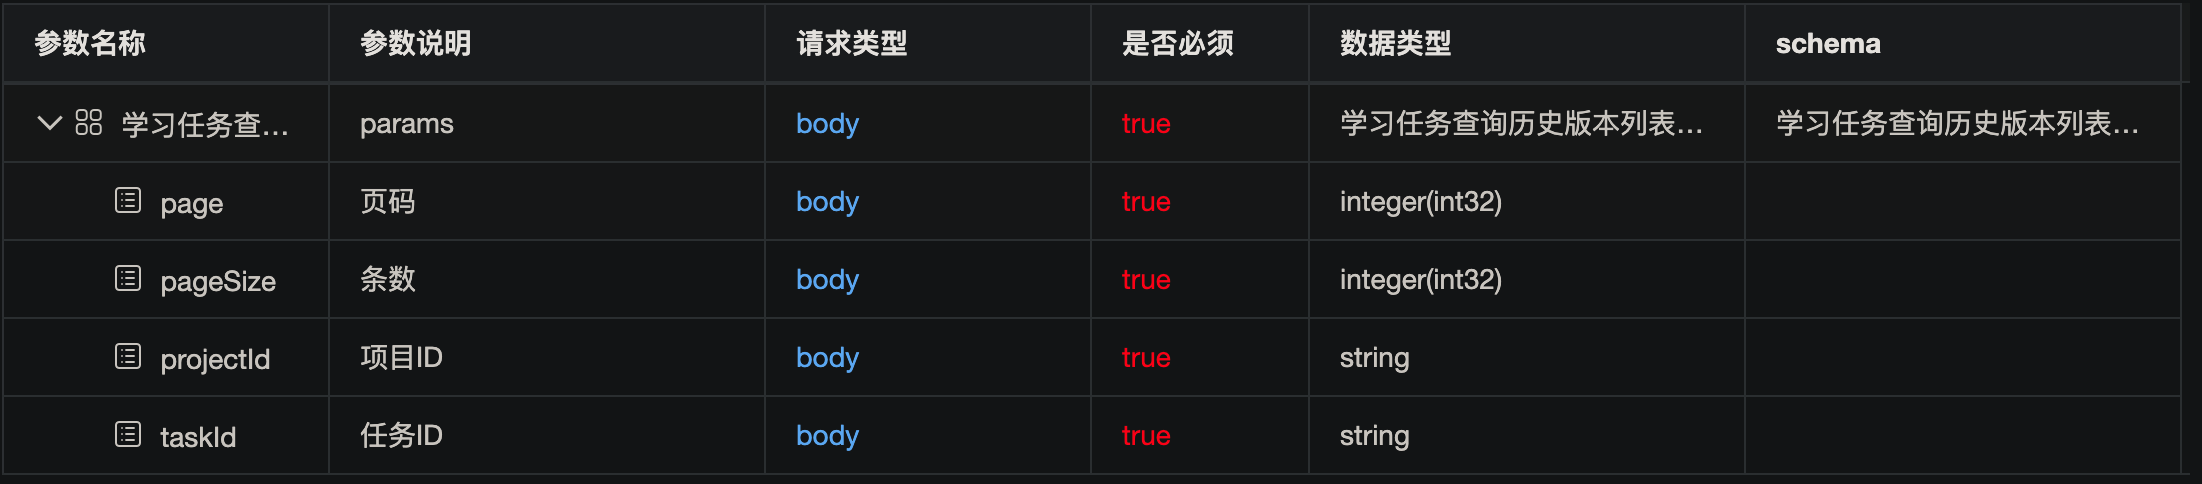 参数名称 参数说明 请求类型 是否必须 数据类型 schema
学习任务查... params body true 学习任务查询历史版本列表... 学习任务查询历史版本列表...
page 页码 body true integer(int32)
pageSize 条数 body true integer(int32)
projectId 项目ID body true string
taskId 任务ID body true string